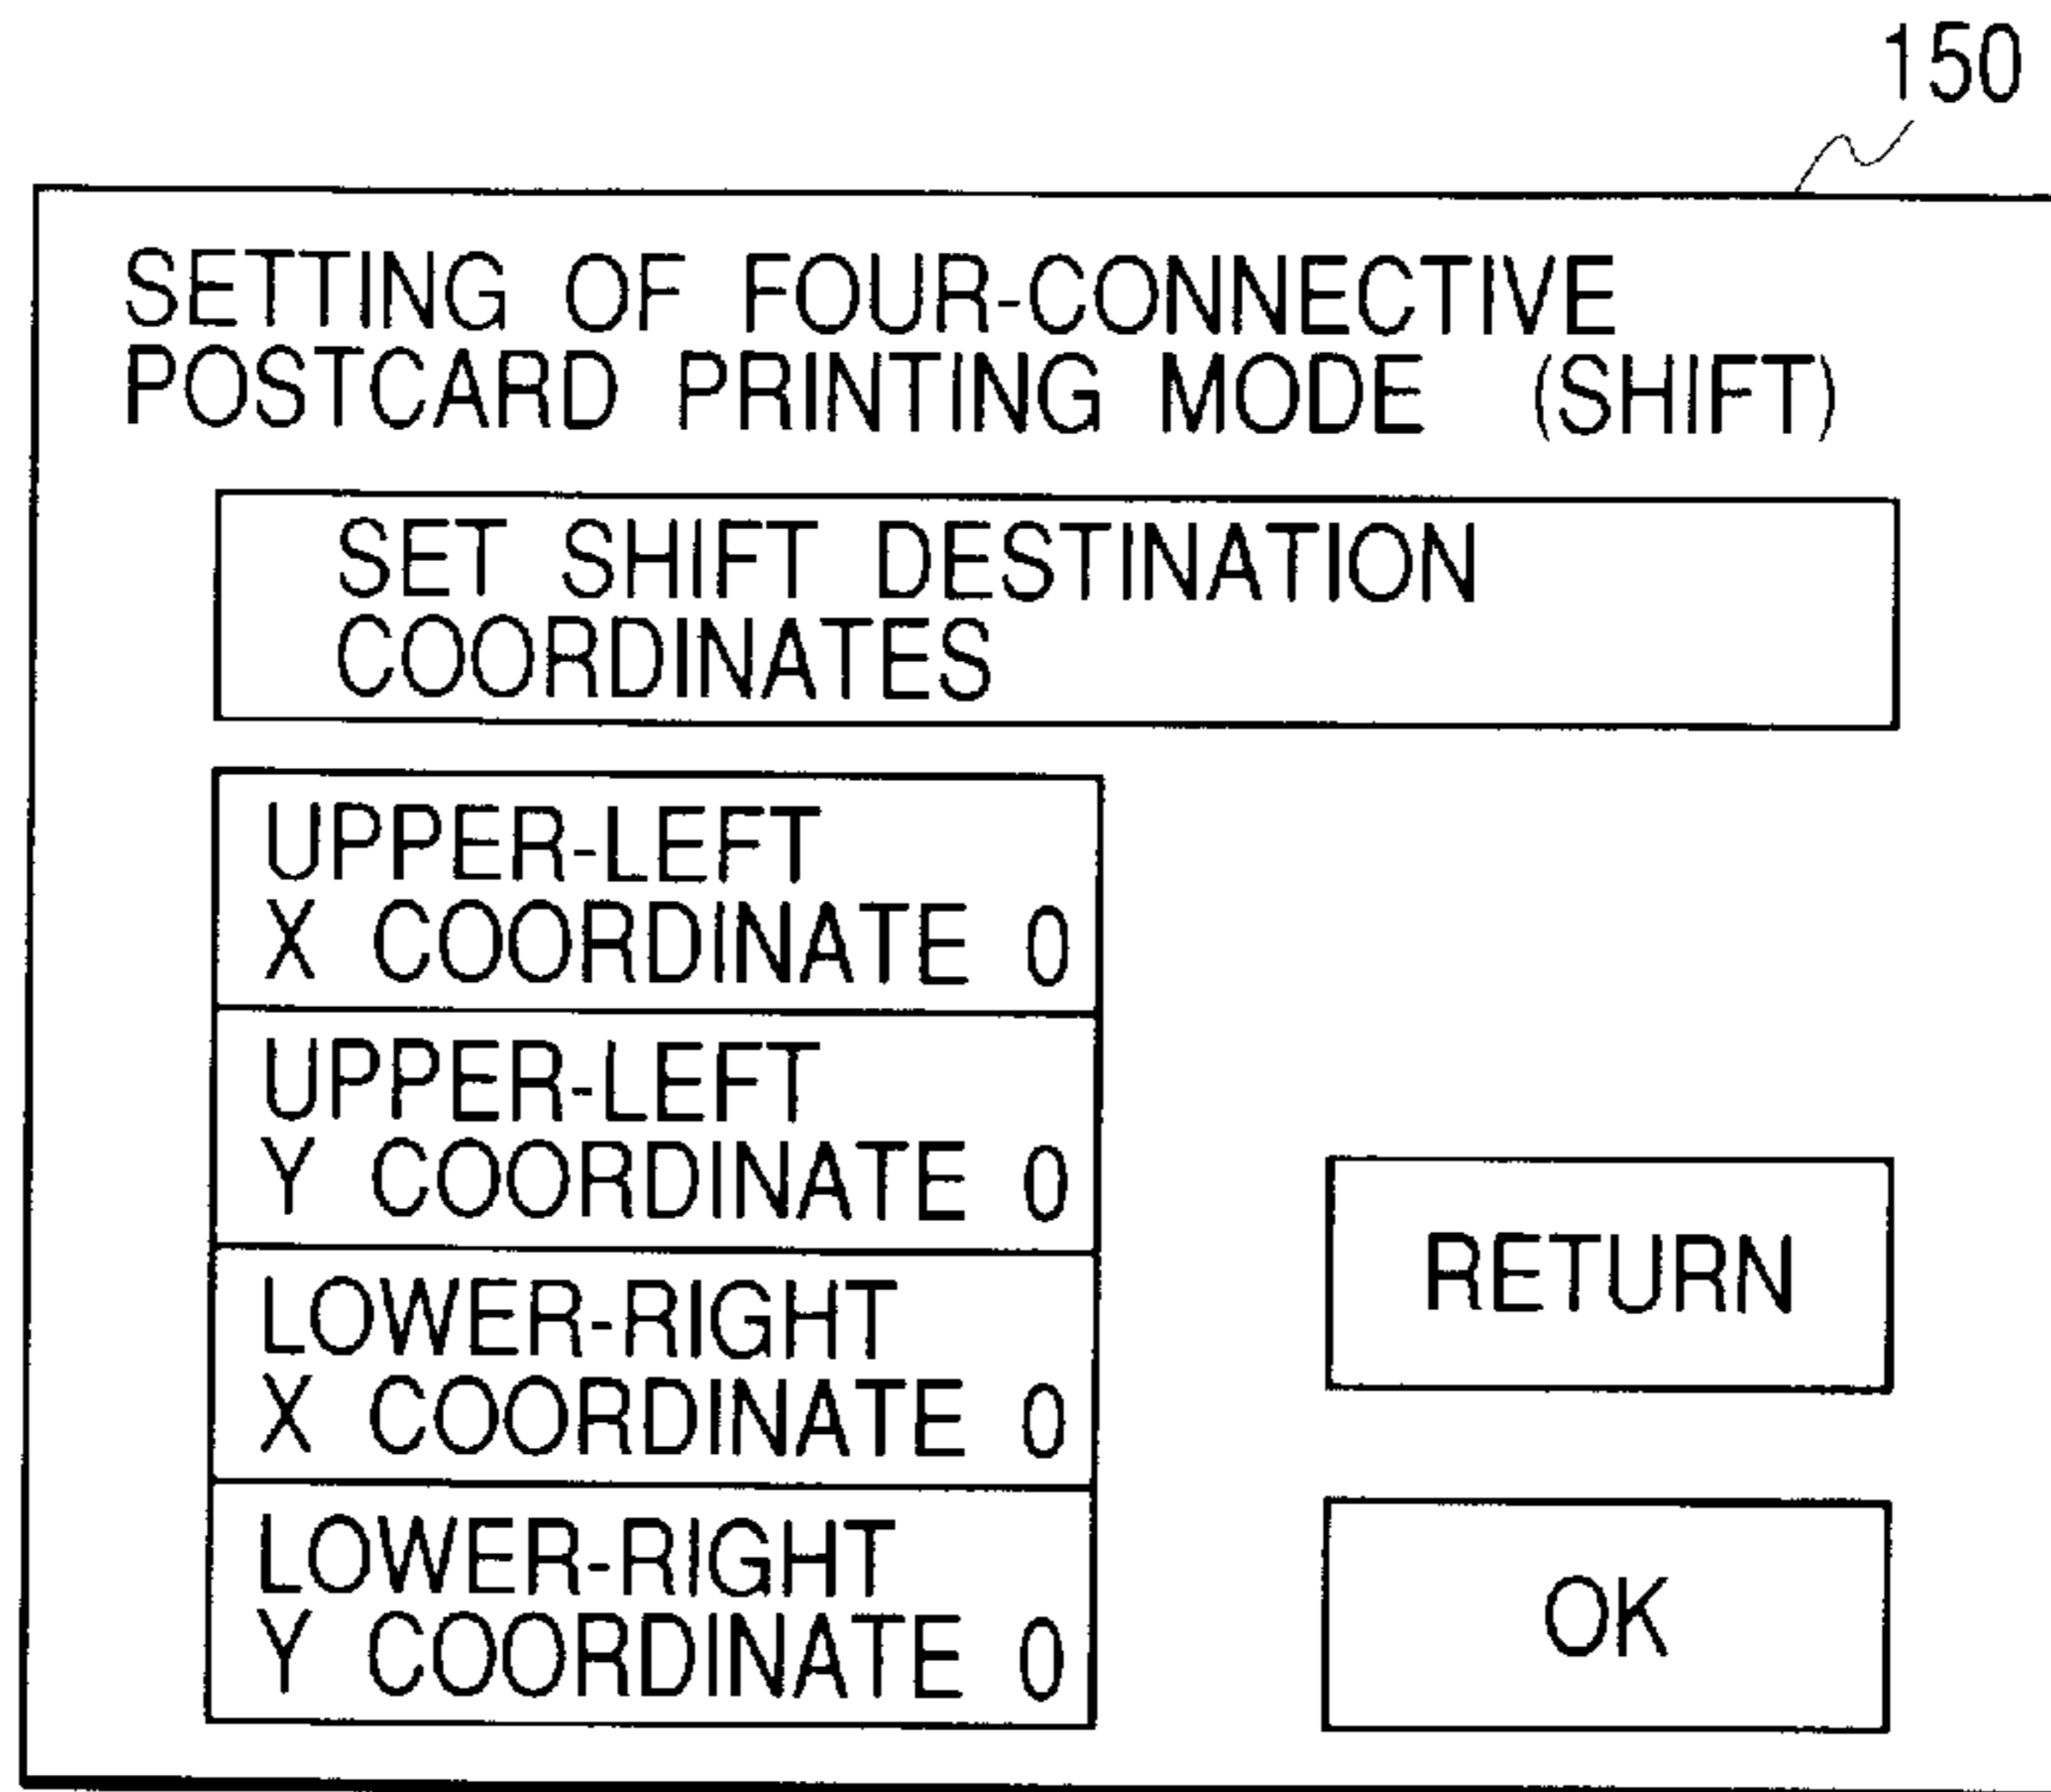 150
SETTING OF FOUR-CONNECTIVE
POSTCARD PRINTING MODE (SHIFT)
SET SHIFT DESTINATION
COORDINATES
UPPER-LEFT
X COORDINATE 0
UPPER-LEFT
Y COORDINATE 0
LOWER-RIGHT
X COORDINATE 0
LOWER-RIGHT
Y COORDINATE 0
RETURN
OK